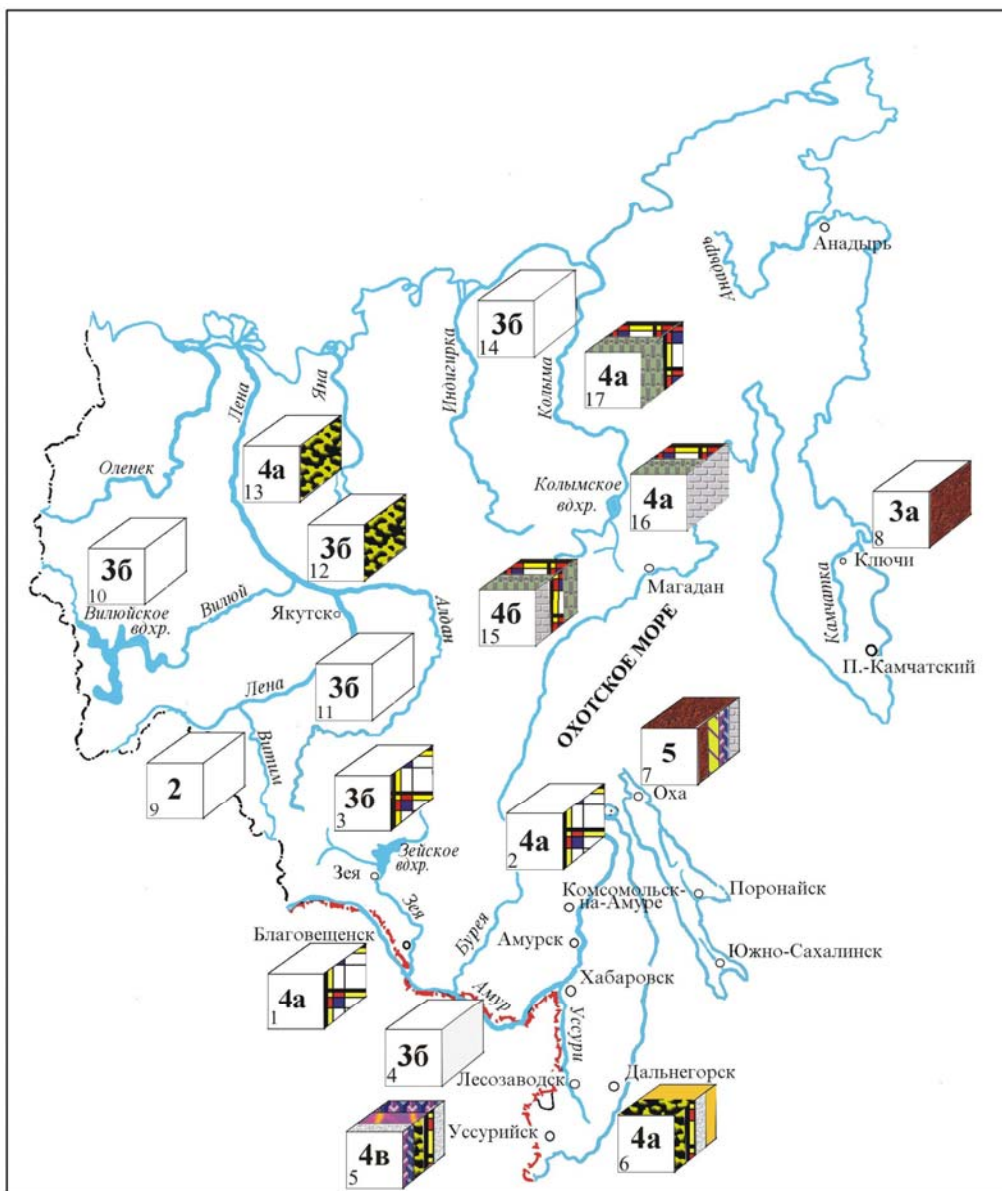 Анадырь
Анадырь
3б
14
Индигирка
Колыма
4а
17
Яна
Лена
Оленек
4а
13
Колымское
вдхр.
4а
16
3а
8
3б
12
Ключи
3б
10
Магадан
Камчатка
Вилюйское
вдхр.
Вилюй
Якутск
Алдан
4б
15
П.-Камчатский
ОХОТСКОЕ МОРЕ
Лена
3б
11
Витим
5
7
2
9
3б
3
Оха
4а
2
Зейское
вдхр.
Зея
Зея
Комсомольск-
на-Амуре
Поронайск
Благовещенск
Бурея
Амурск
Южно-Сахалинск
4а
1
Амур
Хабаровск
Уссури
3б
4
Лесозаводск
Дальнегорск
4в
5
Уссурийск
4а
6